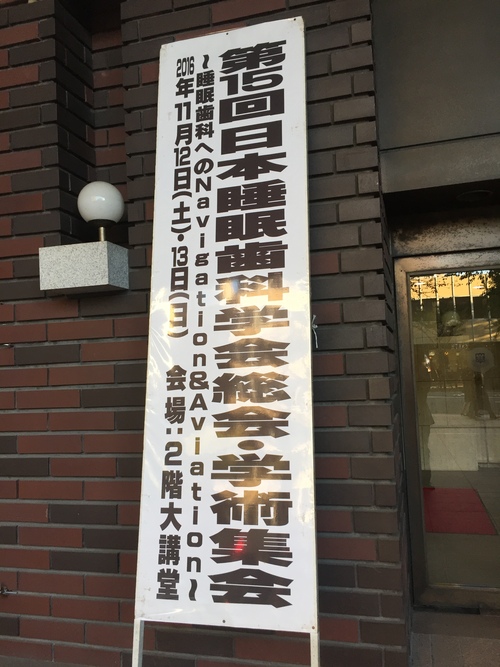 第15回日本睡眠歯科学会総会・学術集会
～睡眠歯科へのNavigation&Aviation～
2016年11月12日(土)・13日(日) 会場:2階大講堂